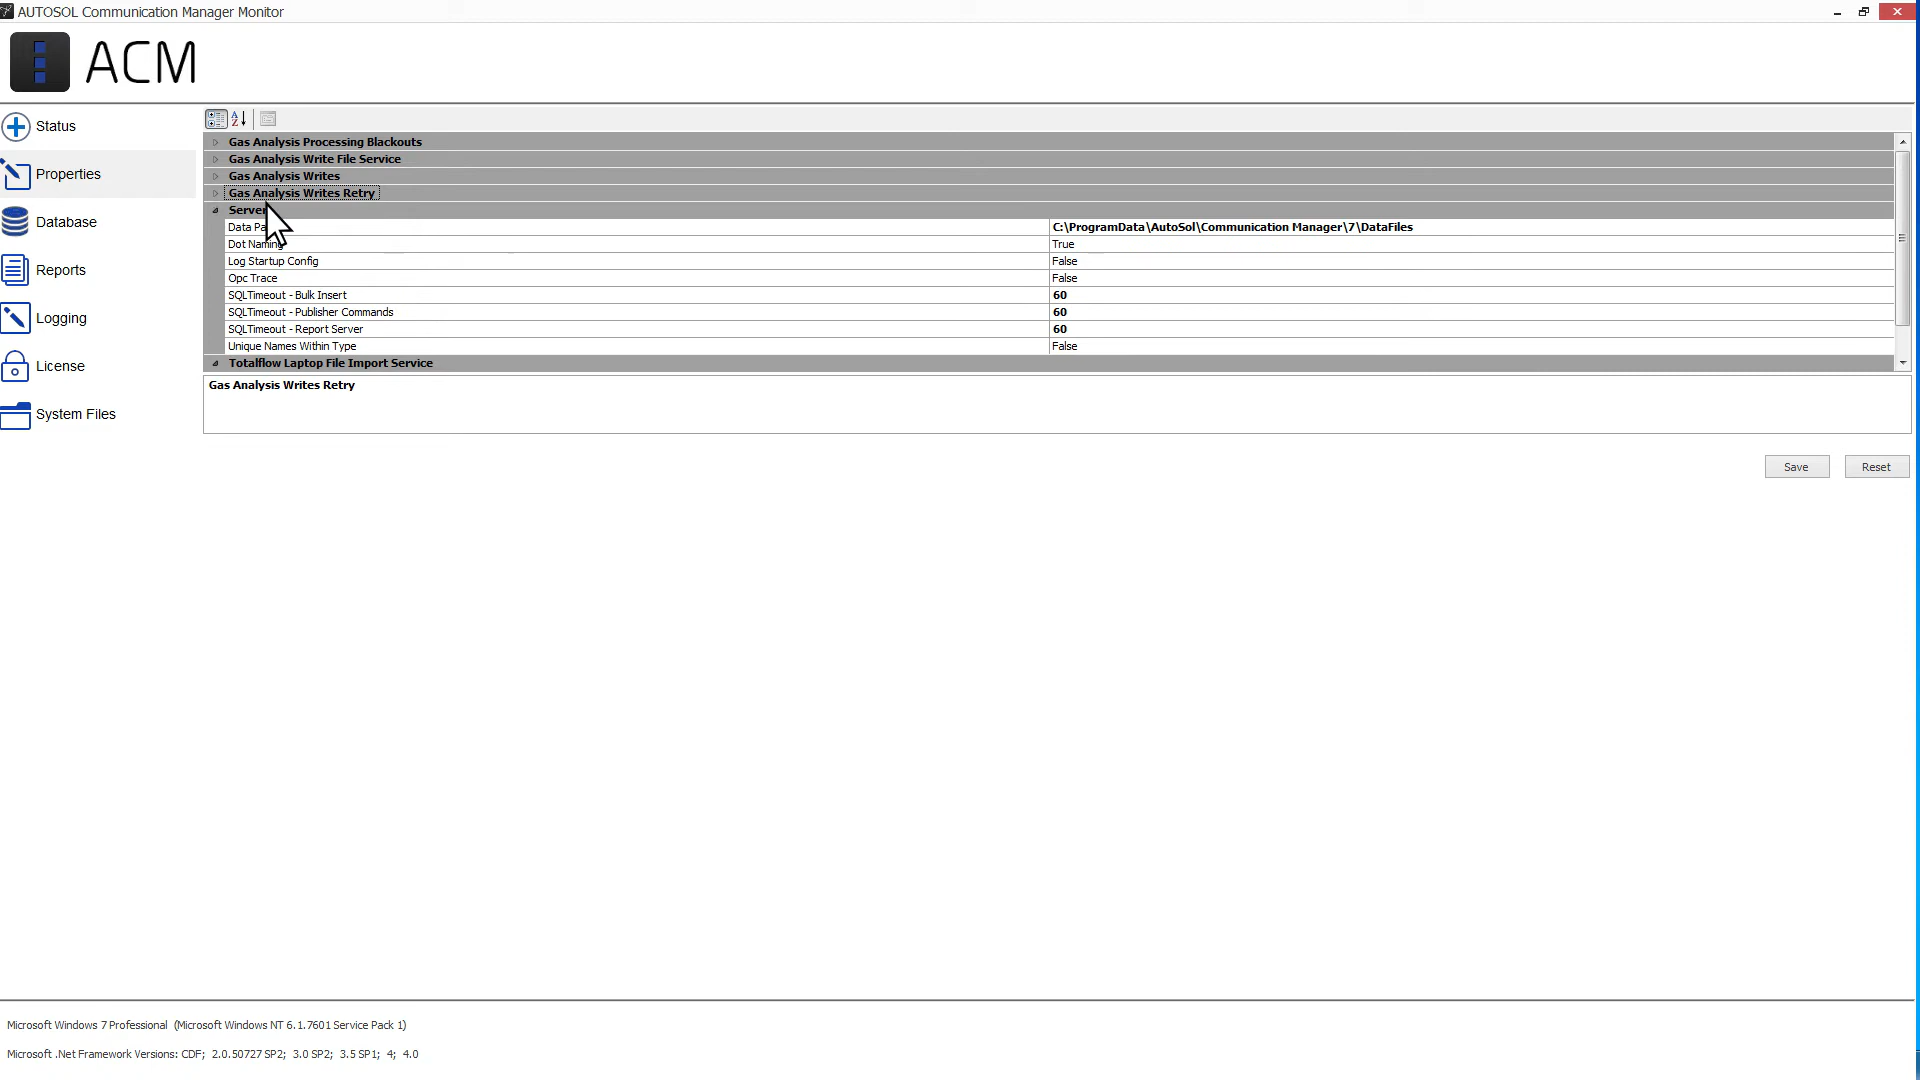 AUTOSOL Communication Manager Monitor
ACM
Status
Properties
Database
Reports
Logging
License
System Files
Gas Analysis Processing Blackouts
Gas Analysis Write File Service
Gas Analysis Writes
Gas Analysis Writes Retry
Server
Data Pa C:\ProgramData\AutoSol\Communication Manager\7\DataFiles
Dot Naming True
Log Startup Config False
Opc Trace False
SQLTimeout - Bulk Insert 60
SQLTimeout - Publisher Commands 60
SQLTimeout - Report Server 60
Unique Names Within Type False
Totalflow Laptop File Import Service
Gas Analysis Writes Retry
Save Reset
Microsoft Windows 7 Professional (Microsoft Windows NT 6.1.7601 Service Pack 1)
Microsoft .Net Framework Versions: CDF; 2.0.50727 SP2; 3.0 SP2; 3.5 SP1; 4; 4.0